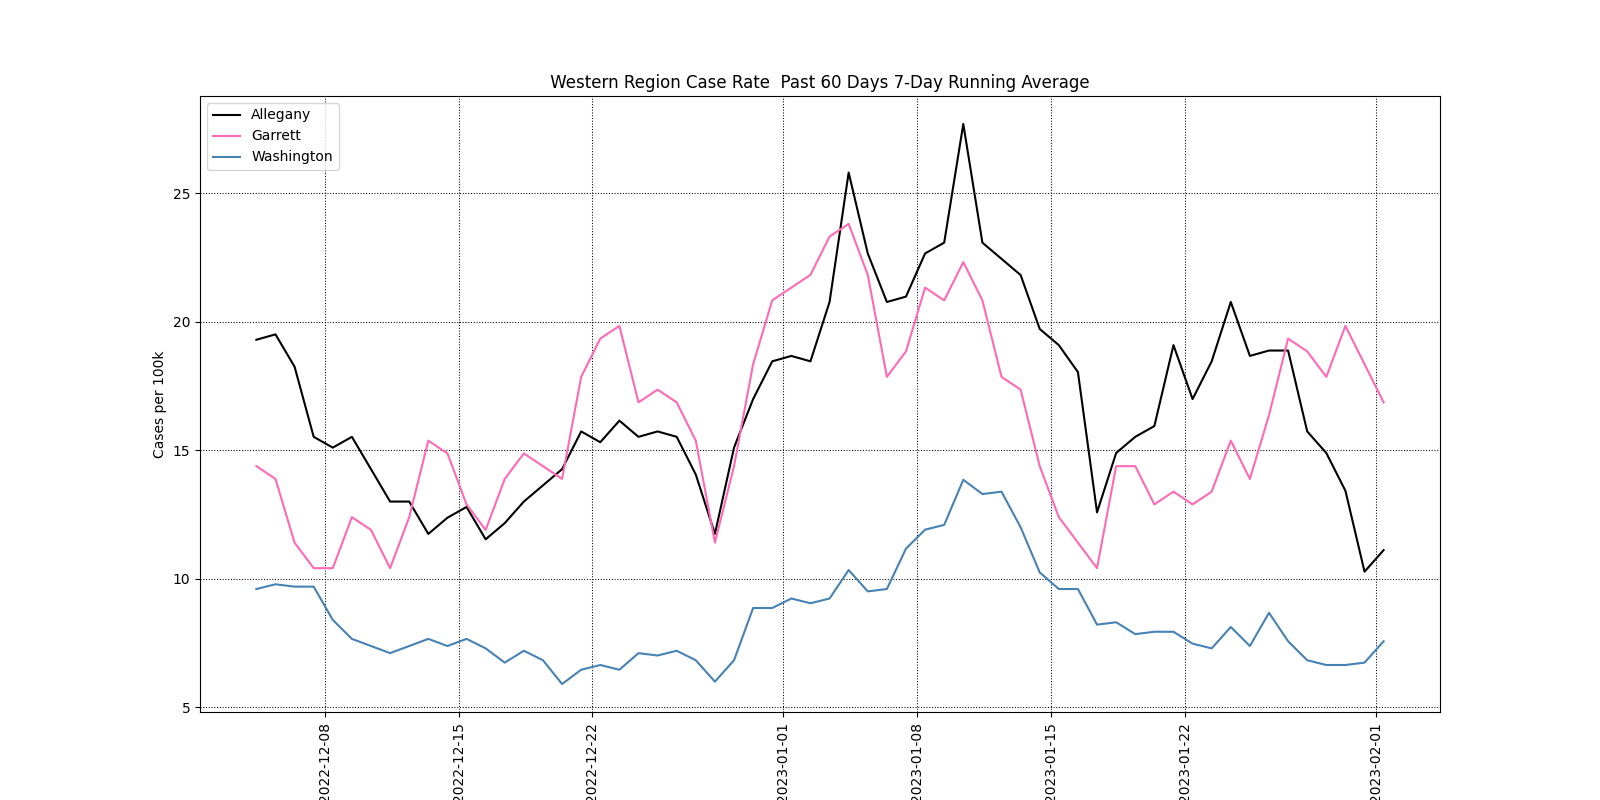 Western Region Case Rate  Past 60 Days 7-Day Running Average
Allegany
Garrett
Washington
Cases per 100k
25
20
15
10
5
2022-12-08
2022-12-15
2022-12-22
2023-01-01
2023-01-08
2023-01-15
2023-01-22
2023-02-01